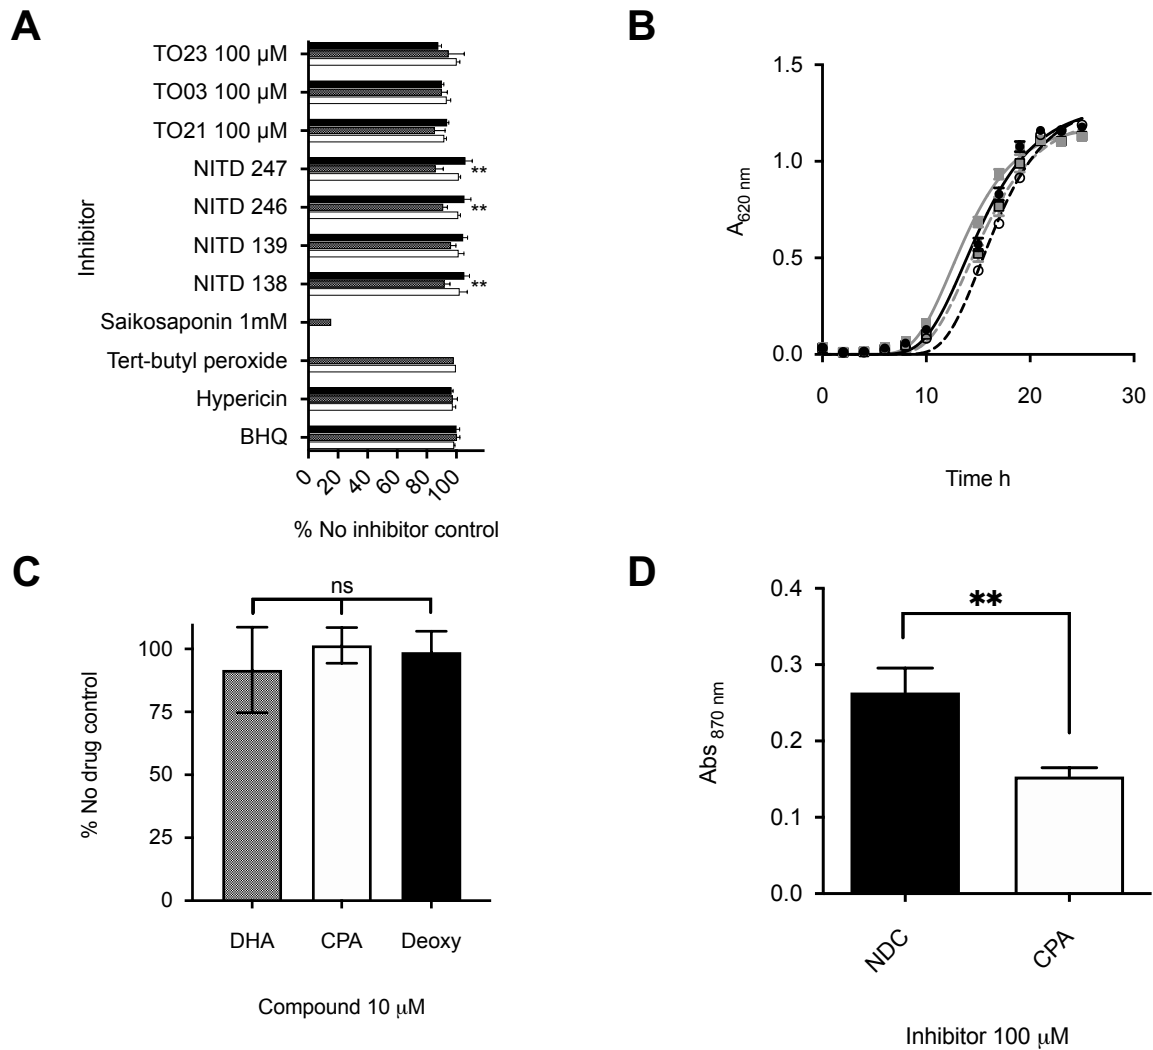 A
TO23 100 µM
TO03 100 µM
TO21 100 µM
NITD 247
**
NITD 246
**
NITD 139
NITD 138
**
Saikosaponin 1mM
Tert-butyl peroxide
Hypericin
BHQ
Inhibitor
0 20 40 60 80 100
% No inhibitor control
B
1.5
1.0
0.5
0.0
A620 nm
0 10 20 30
Time h
C
ns
100
75
50
25
0
% No drug control
DHA CPA Deoxy
Compound 10 µM
D
**
0.4
0.3
0.2
0.1
0.0
Abs 870 nm
NDC CPA
Inhibitor 100 µM